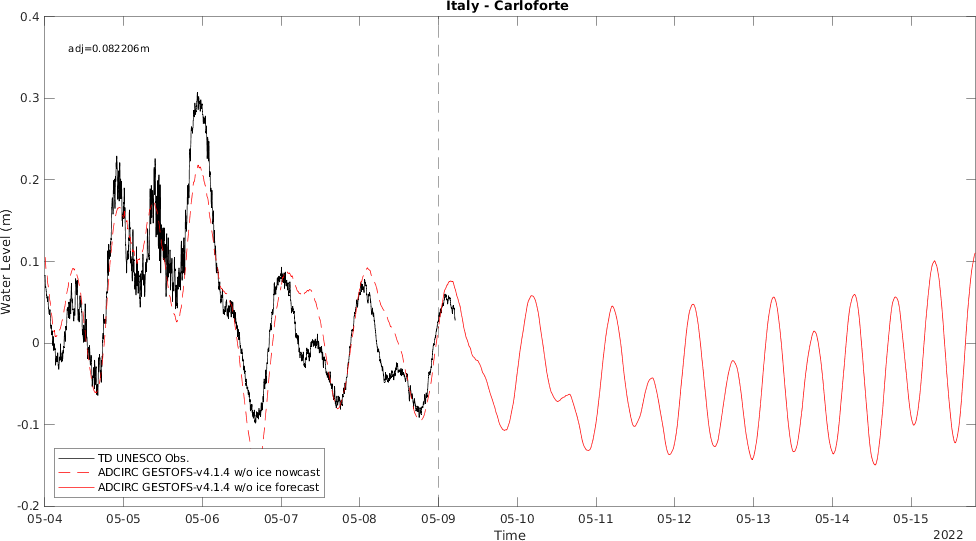 Italy - Carloforte
adj=0.082206m
Water Level (m)
0.4
0.3
0.2
0.1
0
-0.1
-0.2
TD UNESCO Obs.
ADCIRC GESTOFS-v4.1.4 w/o ice nowcast
ADCIRC GESTOFS-v4.1.4 w/o ice forecast
05-04 05-05 05-06 05-07 05-08 05-09 05-10 05-11 05-12 05-13 05-14 05-15
Time
2022